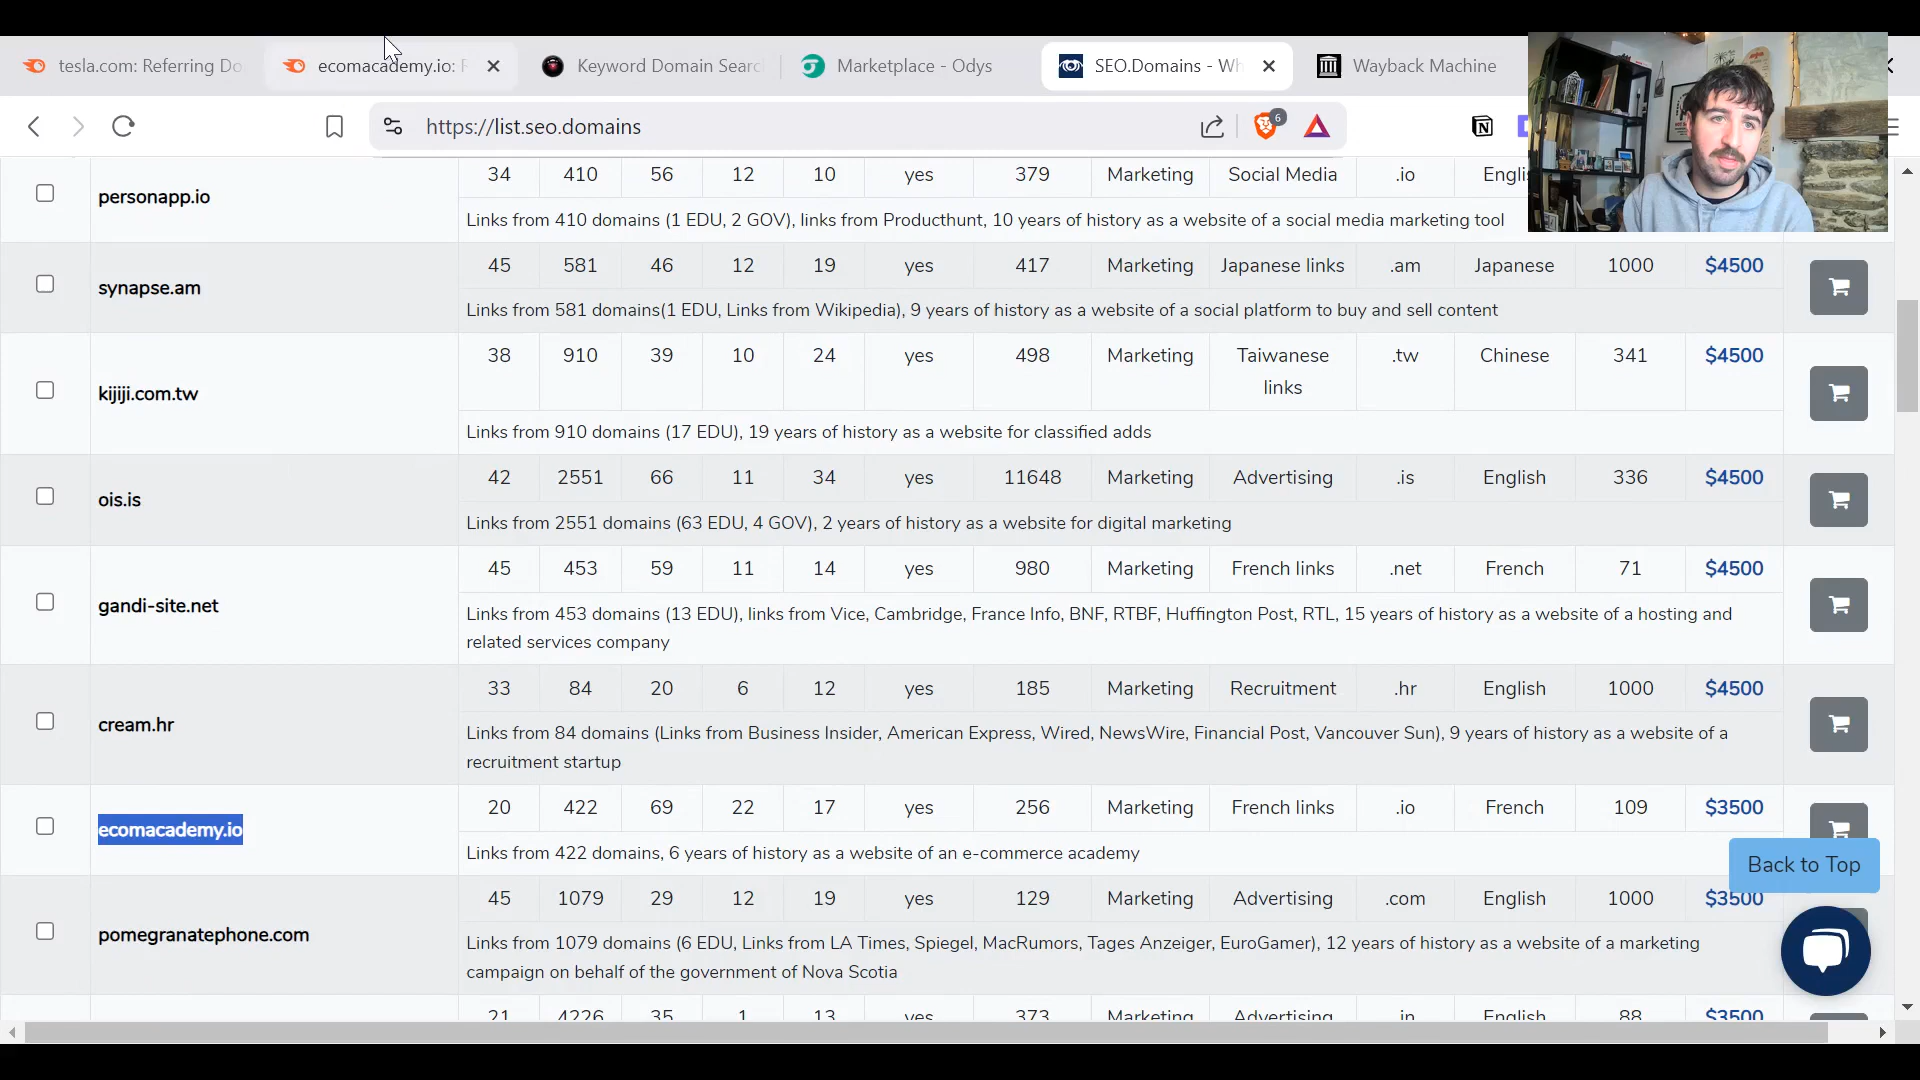 tesla.com: Referring Do
ecomacademy.io: F
Keyword Domain Searc
Marketplace - Odys
SEO.Domains - Wh
Wayback Machine
https://list.seo.domains
6
personapp.io
34 410 56 12 10 yes 379 Marketing Social Media .io Engli
Links from 410 domains (1 EDU, 2 GOV), links from Producthunt, 10 years of history as a website of a social media marketing tool
synapse.am
45 581 46 12 19 yes 417 Marketing Japanese links .am Japanese 1000 $4500
Links from 581 domains(1 EDU, Links from Wikipedia), 9 years of history as a website of a social platform to buy and sell content
kijiji.com.tw
38 910 39 10 24 yes 498 Marketing Taiwanese .tw Chinese 341 $4500
links
Links from 910 domains (17 EDU), 19 years of history as a website for classified adds
ois.is
42 2551 66 11 34 yes 11648 Marketing Advertising .is English 336 $4500
Links from 2551 domains (63 EDU, 4 GOV), 2 years of history as a website for digital marketing
gandi-site.net
45 453 59 11 14 yes 980 Marketing French links .net French 71 $4500
Links from 453 domains (13 EDU), links from Vice, Cambridge, France Info, BNF, RTBF, Huffington Post, RTL, 15 years of history as a website of a hosting and
related services company
cream.hr
33 84 20 6 12 yes 185 Marketing Recruitment .hr English 1000 $4500
Links from 84 domains (Links from Business Insider, American Express, Wired, NewsWire, Financial Post, Vancouver Sun), 9 years of history as a website of a
recruitment startup
ecomacademy.io
20 422 69 22 17 yes 256 Marketing French links .io French 109 $3500
Links from 422 domains, 6 years of history as a website of an e-commerce academy
Back to Top
pomegranatephone.com
45 1079 29 12 19 yes 129 Marketing Advertising .com English 1000 $3500
Links from 1079 domains (6 EDU, Links from LA Times, Spiegel, MacRumors, Tages Anzeiger, EuroGamer), 12 years of history as a website of a marketing
campaign on behalf of the government of Nova Scotia
21 4226 35 1 13 yes 373 Marketing Advertising .in English 88 $3500